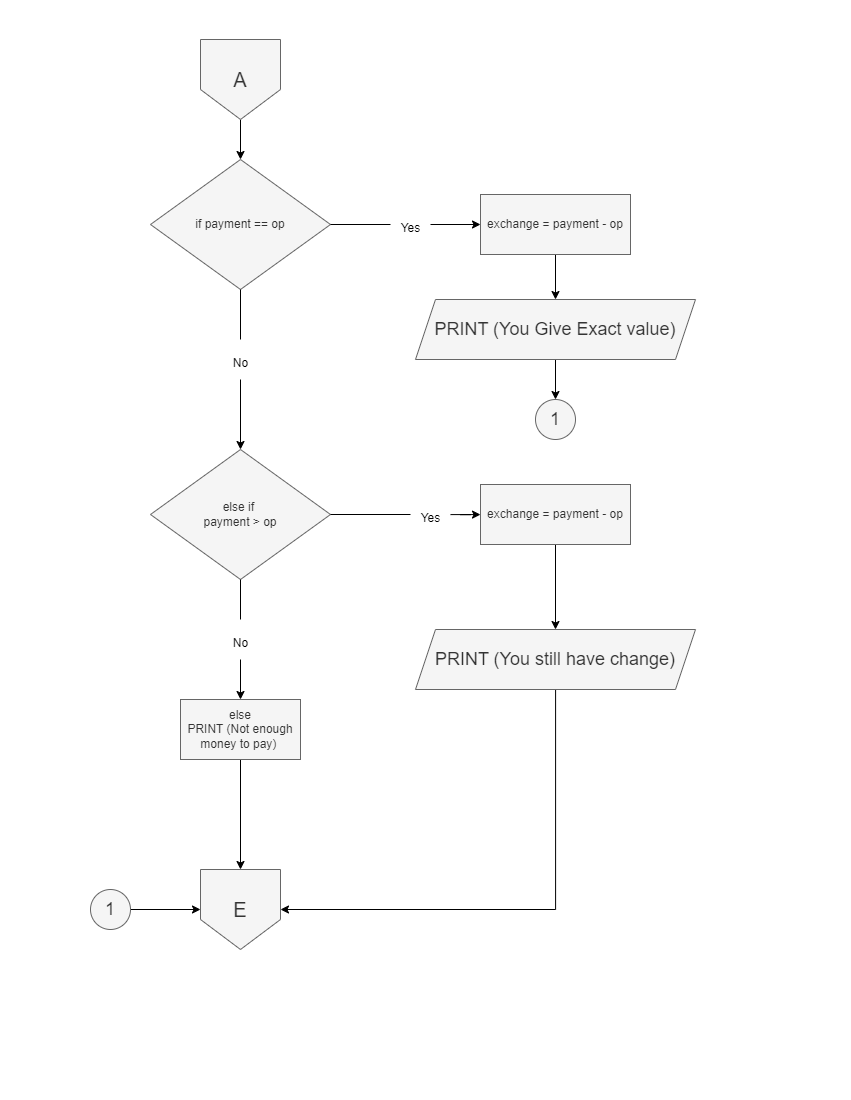 A
if payment == op
Yes
exchange = payment - op
PRINT (You Give Exact value)
No
1
else if
payment > op
Yes
exchange = payment - op
No
PRINT (You still have change)
else
PRINT (Not enough
money to pay)
1
E